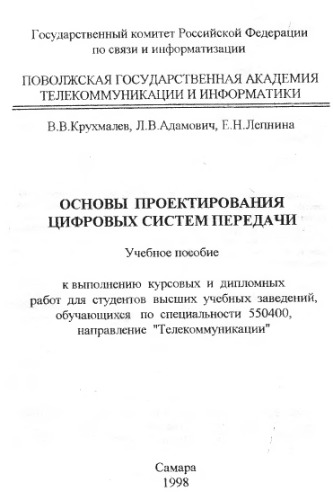 Государственный комитет Российской Федерации
по связи и информатизации
ПОВОЛЖСКАЯ ГОСУДАРСТВЕННАЯ АКАДЕМИЯ
ТЕЛЕКОММУНИКАЦИИ И ИНФОРМАТИКИ
В.В.Крухмалев, Л.В.Адамович, Е.Н.Лепнина
ОСНОВЫ ПРОЕКТИРОВАНИЯ
ЦИФРОВЫХ СИСТЕМ ПЕРЕДАЧИ
Учебное пособие
к выполнению курсовых и дипломных
работ для студентов высших учебных заведений,
обучающихся по специальности 550400,
направление "Телекоммуникации"
Самара
1998